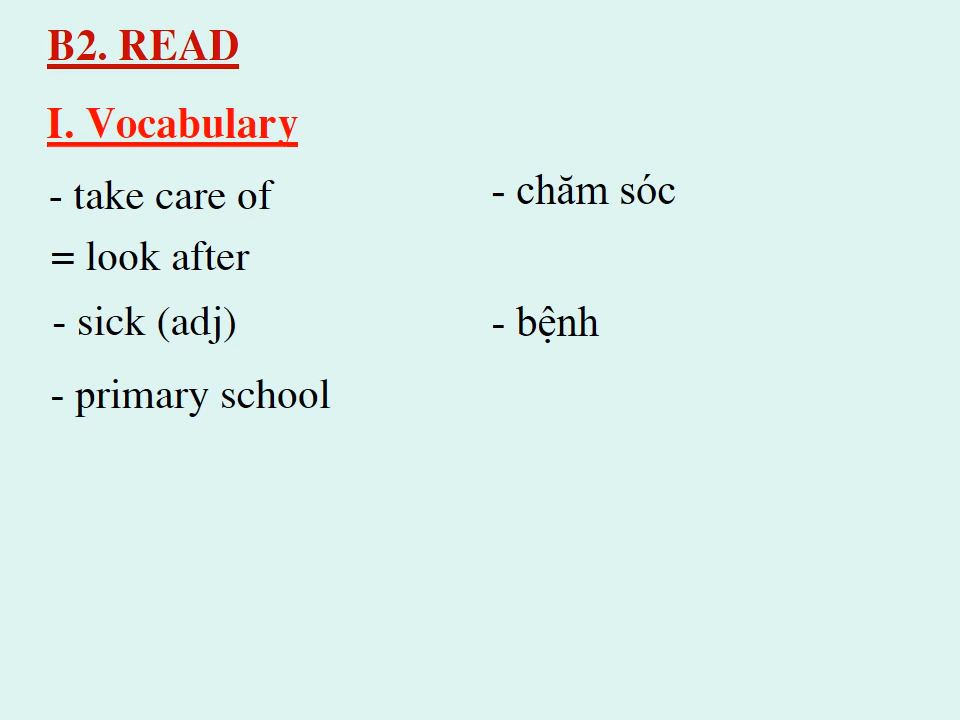 B2. READ
I. Vocabulary
- take care of
- chăm sóc
= look after
- sick (adj)
- bệnh
- primary school